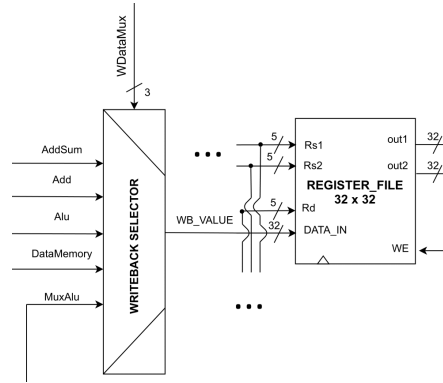 WDataMux
3
AddSum
Add
Alu
DataMemory
MuxAlu
WRITEBACK SELECTOR
WB_VALUE
5
5
5
32
Rs1
Rs2
Rd
DATA_IN
REGISTER_FILE
32 x 32
out1
out2
WE
32
32